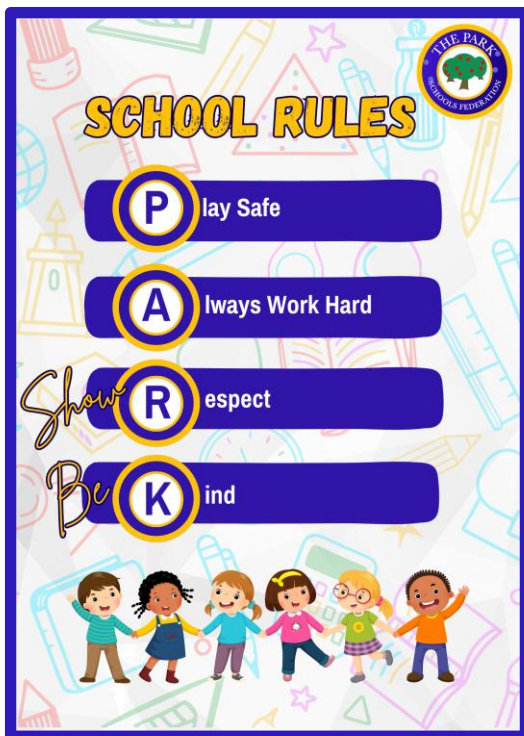 THE PARK
SCHOOLS FEDERATION
SCHOOL RULES
Play Safe
Always Work Hard
Show Respect
Be Kind